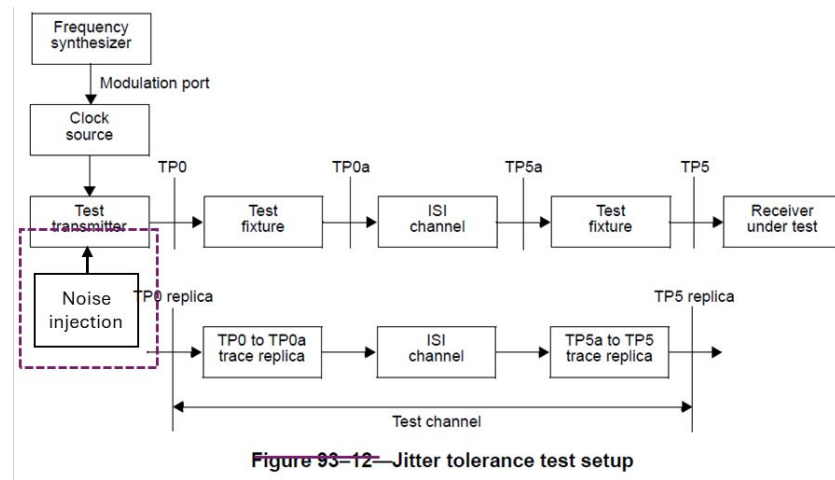 Frequency
synthesizer
Modulation port
Clock
source
TP0
TP0a
TP5a
TP5
Test
transmitter
Test
fixture
ISI
channel
Test
fixture
Receiver
under test
Noise
injection
TP0 replica
TP5 replica
TP0 to TP0a
trace replica
ISI
channel
TP5a to TP5
trace replica
Test channel
Figure 93–12—Jitter tolerance test setup